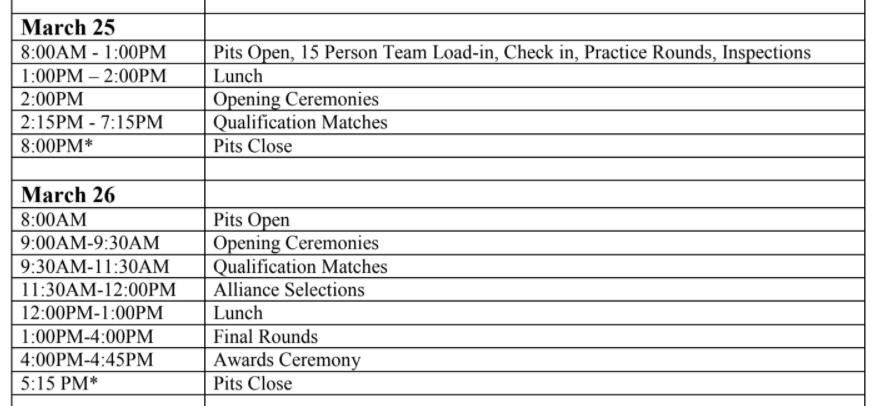 March 25
8:00AM - 1:00PM Pits Open, 15 Person Team Load-in, Check in, Practice Rounds, Inspections
1:00PM – 2:00PM Lunch
2:00PM Opening Ceremonies
2:15PM - 7:15PM Qualification Matches
8:00PM* Pits Close
March 26
8:00AM Pits Open
9:00AM-9:30AM Opening Ceremonies
9:30AM-11:30AM Qualification Matches
11:30AM-12:00PM Alliance Selections
12:00PM-1:00PM Lunch
1:00PM-4:00PM Final Rounds
4:00PM-4:45PM Awards Ceremony
5:15 PM* Pits Close